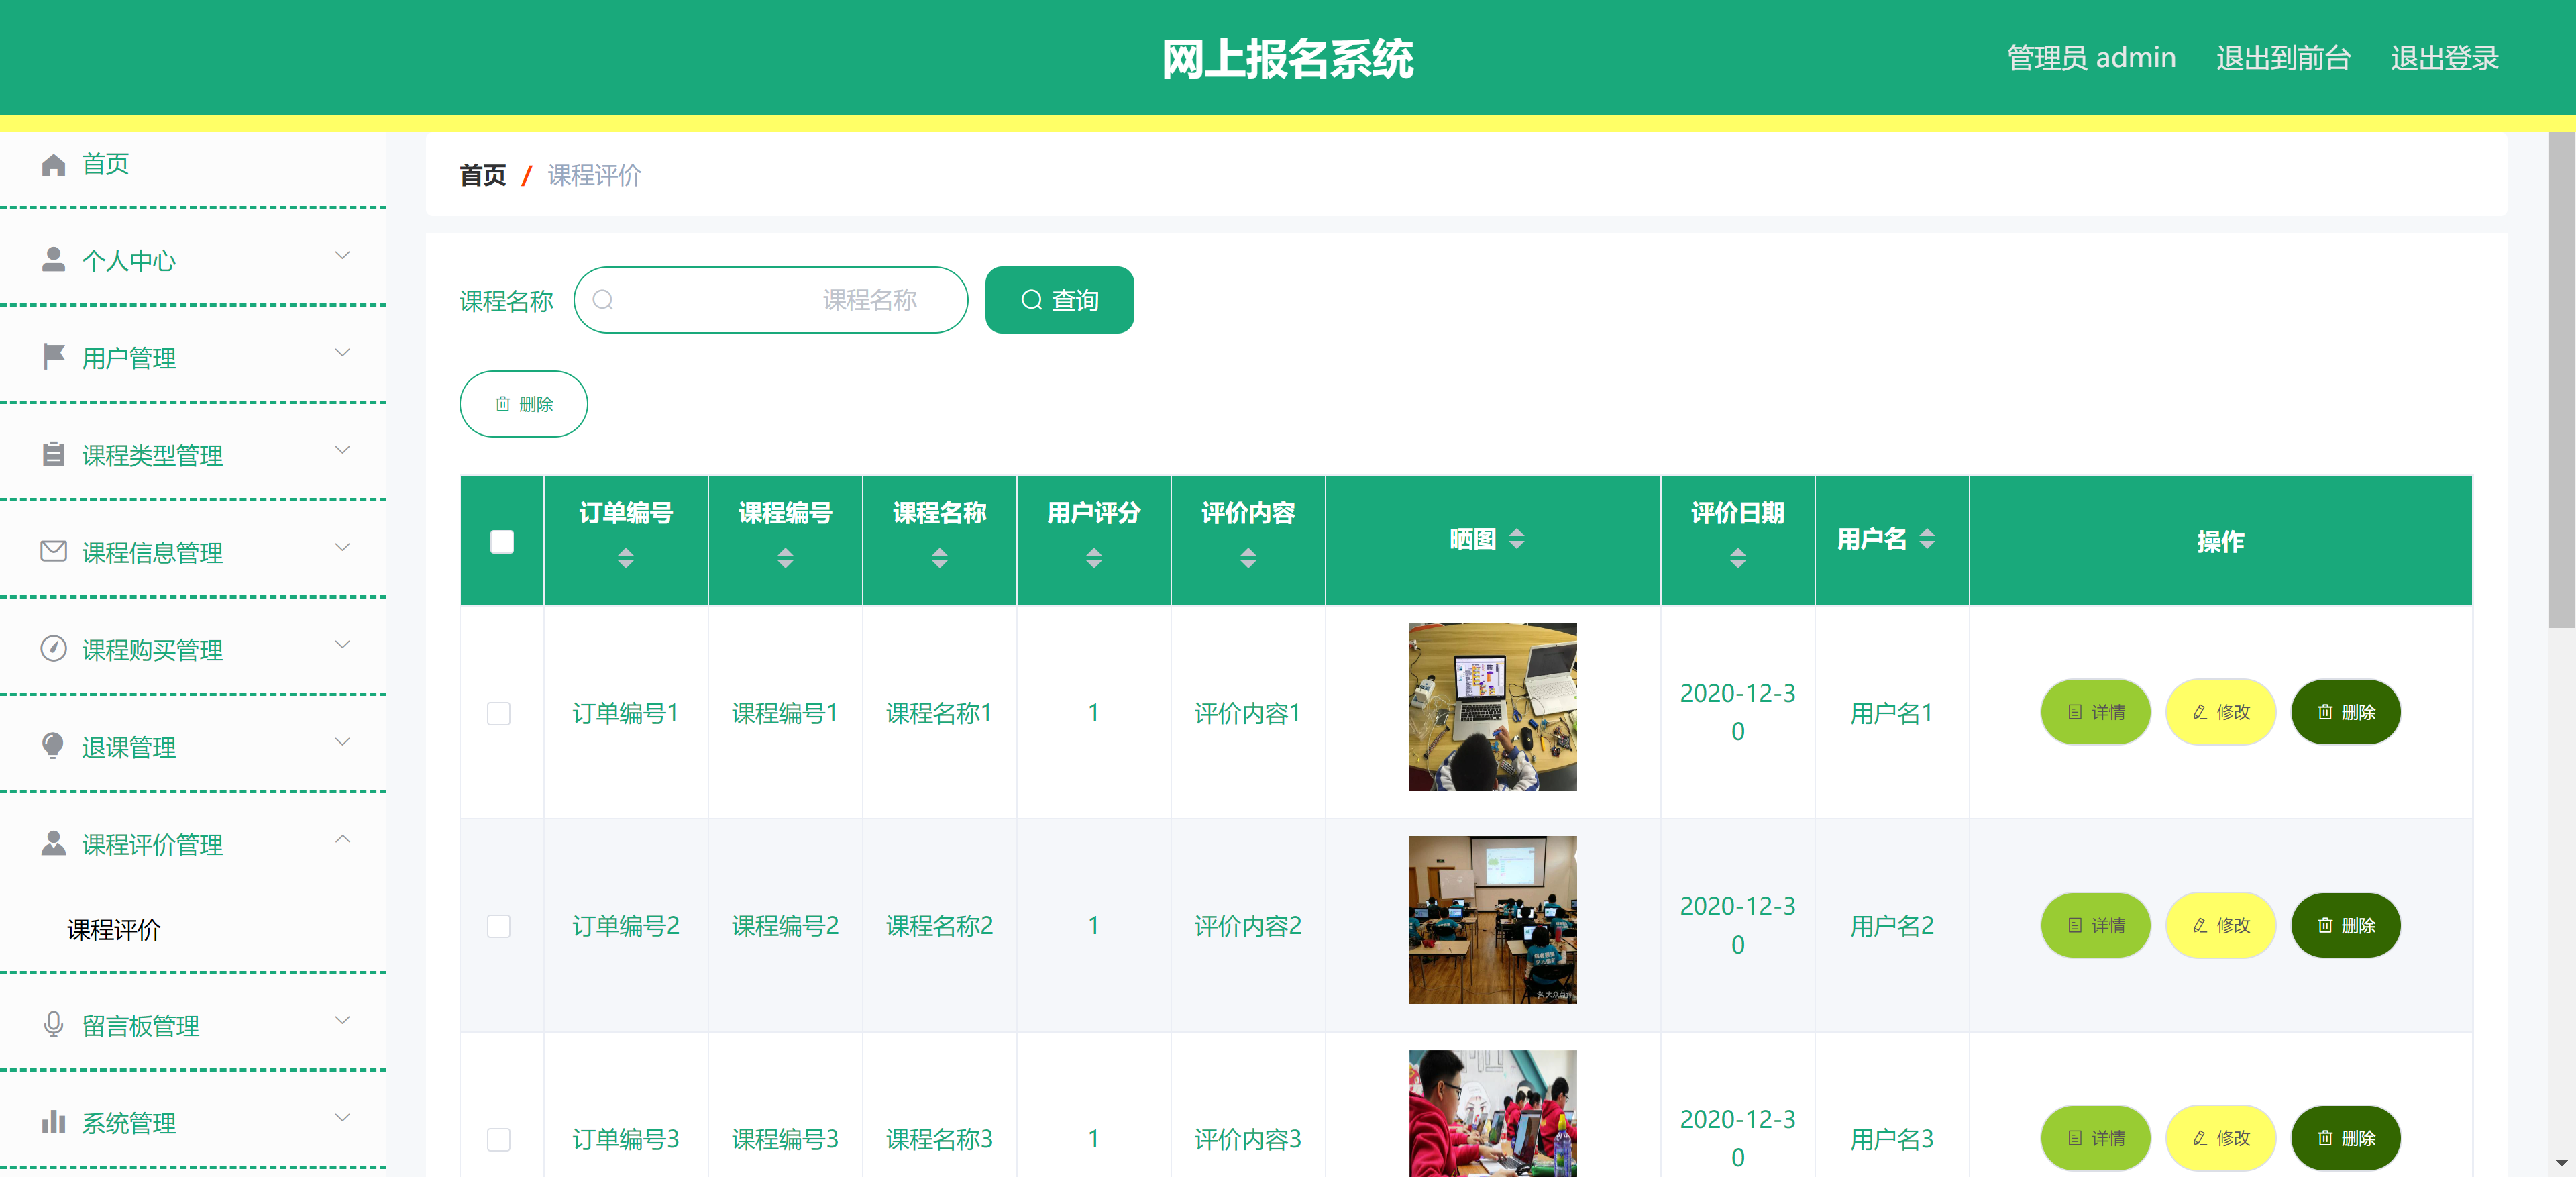 网上报名系统
管理员 admin 退出到前台 退出登录
首页
个人中心
用户管理
课程类型管理
课程信息管理
课程购买管理
退课管理
课程评价管理
课程评价
留言板管理
系统管理
首页 / 课程评价
课程名称 课程名称 查询
删除
订单编号 课程编号 课程名称 用户评分 评价内容 晒图 评价日期 用户名 操作
订单编号1 课程编号1 课程名称1 1 评价内容1 2020-12-3
0 用户名1 详情 修改 删除
订单编号2 课程编号2 课程名称2 1 评价内容2 2020-12-3
0 用户名2 详情 修改 删除
大众点评
订单编号3 课程编号3 课程名称3 1 评价内容3 2020-12-3
0 用户名3 详情 修改 删除